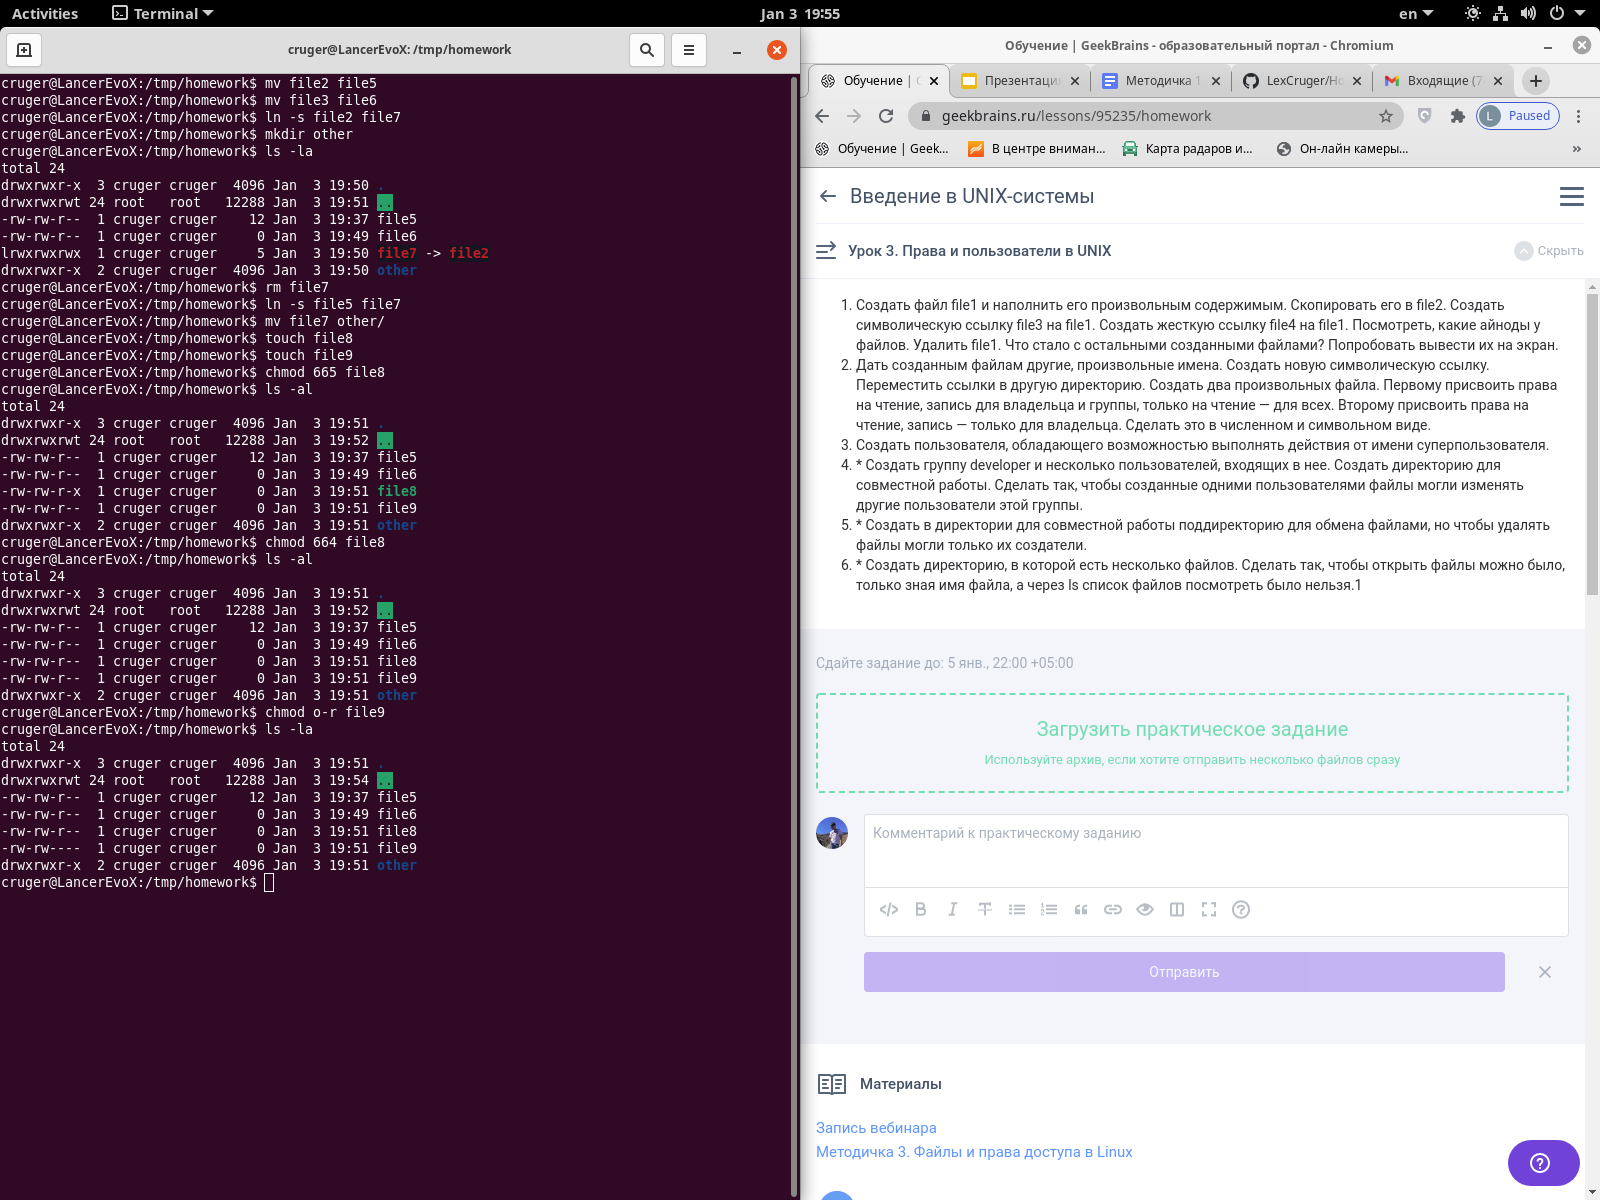 Activities
Terminal
Jan 3 19:55
en
cruger@LancerEvoX: /tmp/homework
cruger@LancerEvoX:/tmp/homework$ mv file2 file5
cruger@LancerEvoX:/tmp/homework$ mv file3 file6
cruger@LancerEvoX:/tmp/homework$ ln -s file2 file7
cruger@LancerEvoX:/tmp/homework$ mkdir other
cruger@LancerEvoX:/tmp/homework$ ls -la
total 24
drwxrwxr-x  3 cruger cruger  4096 Jan  3 19:50 .
drwxrwxrwt 24 root   root   12288 Jan  3 19:51 ..
-rw-rw-r--  1 cruger cruger    12 Jan  3 19:37 file5
-rw-rw-r--  1 cruger cruger     0 Jan  3 19:49 file6
lrwxrwxrwx  1 cruger cruger     5 Jan  3 19:50 file7 -> file2
drwxrwxr-x  2 cruger cruger  4096 Jan  3 19:50 other
cruger@LancerEvoX:/tmp/homework$ rm file7
cruger@LancerEvoX:/tmp/homework$ ln -s file5 file7
cruger@LancerEvoX:/tmp/homework$ mv file7 other/
cruger@LancerEvoX:/tmp/homework$ touch file8
cruger@LancerEvoX:/tmp/homework$ touch file9
cruger@LancerEvoX:/tmp/homework$ chmod 665 file8
cruger@LancerEvoX:/tmp/homework$ ls -al
total 24
drwxrwxr-x  3 cruger cruger  4096 Jan  3 19:51 .
drwxrwxrwt 24 root   root   12288 Jan  3 19:52 ..
-rw-rw-r--  1 cruger cruger    12 Jan  3 19:37 file5
-rw-rw-r--  1 cruger cruger     0 Jan  3 19:49 file6
-rw-rw-r-x  1 cruger cruger     0 Jan  3 19:51 file8
-rw-rw-r--  1 cruger cruger     0 Jan  3 19:51 file9
drwxrwxr-x  2 cruger cruger  4096 Jan  3 19:51 other
cruger@LancerEvoX:/tmp/homework$ chmod 664 file8
cruger@LancerEvoX:/tmp/homework$ ls -al
total 24
drwxrwxr-x  3 cruger cruger  4096 Jan  3 19:51 .
drwxrwxrwt 24 root   root   12288 Jan  3 19:52 ..
-rw-rw-r--  1 cruger cruger    12 Jan  3 19:37 file5
-rw-rw-r--  1 cruger cruger     0 Jan  3 19:49 file6
-rw-rw-r--  1 cruger cruger     0 Jan  3 19:51 file8
-rw-rw-r--  1 cruger cruger     0 Jan  3 19:51 file9
drwxrwxr-x  2 cruger cruger  4096 Jan  3 19:51 other
cruger@LancerEvoX:/tmp/homework$ chmod o-r file9
cruger@LancerEvoX:/tmp/homework$ ls -la
total 24
drwxrwxr-x  3 cruger cruger  4096 Jan  3 19:51 .
drwxrwxrwt 24 root   root   12288 Jan  3 19:54 ..
-rw-rw-r--  1 cruger cruger    12 Jan  3 19:37 file5
-rw-rw-r--  1 cruger cruger     0 Jan  3 19:49 file6
-rw-rw-r--  1 cruger cruger     0 Jan  3 19:51 file8
-rw-rw----  1 cruger cruger     0 Jan  3 19:51 file9
drwxrwxr-x  2 cruger cruger  4096 Jan  3 19:51 other
cruger@LancerEvoX:/tmp/homework$
Обучение | GeekBrains - образовательный портал - Chromium
Обучение |
Презентаци
Методичка 1
LexCruger/Ho
Входящие (7
geekbrains.ru/lessons/95235/homework
L Paused
Обучение | Geek...
В центре вниман...
Карта радаров и...
Он-лайн камеры...
»
Введение в UNIX-системы
Урок 3. Права и пользователи в UNIX
Скрыть
1. Создать файл file1 и наполнить его произвольным содержимым. Скопировать его в file2. Создать
символическую ссылку file3 на file1. Создать жесткую ссылку file4 на file1. Посмотреть, какие айноды у
файлов. Удалить file1. Что стало с остальными созданными файлами? Попробовать вывести их на экран.
2. Дать созданным файлам другие, произвольные имена. Создать новую символическую ссылку.
Переместить ссылки в другую директорию. Создать два произвольных файла. Первому присвоить права
на чтение, запись для владельца и группы, только на чтение — для всех. Второму присвоить права на
чтение, запись — только для владельца. Сделать это в численном и символьном виде.
3. Создать пользователя, обладающего возможностью выполнять действия от имени суперпользователя.
4. * Создать группу developer и несколько пользователей, входящих в нее. Создать директорию для
совместной работы. Сделать так, чтобы созданные одними пользователями файлы могли изменять
другие пользователи этой группы.
5. * Создать в директории для совместной работы поддиректорию для обмена файлами, но чтобы удалять
файлы могли только их создатели.
6. * Создать директорию, в которой есть несколько файлов. Сделать так, чтобы открыть файлы можно было,
только зная имя файла, а через ls список файлов посмотреть было нельзя.1
Сдайте задание до: 5 янв., 22:00 +05:00
Загрузить практическое задание
Используйте архив, если хотите отправить несколько файлов сразу
Комментарий к практическому заданию
Отправить
Материалы
Запись вебинара
Методичка 3. Файлы и права доступа в Linux